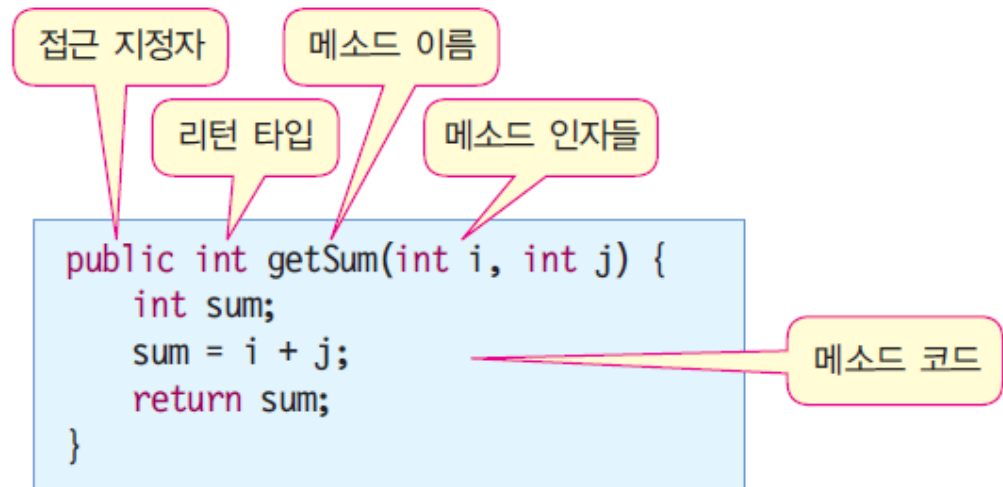 접근 지정자
메소드 이름
리턴 타입
메소드 인자들
public int getSum(int i, int j) {
int sum;
sum = i + j;
return sum;
}
메소드 코드